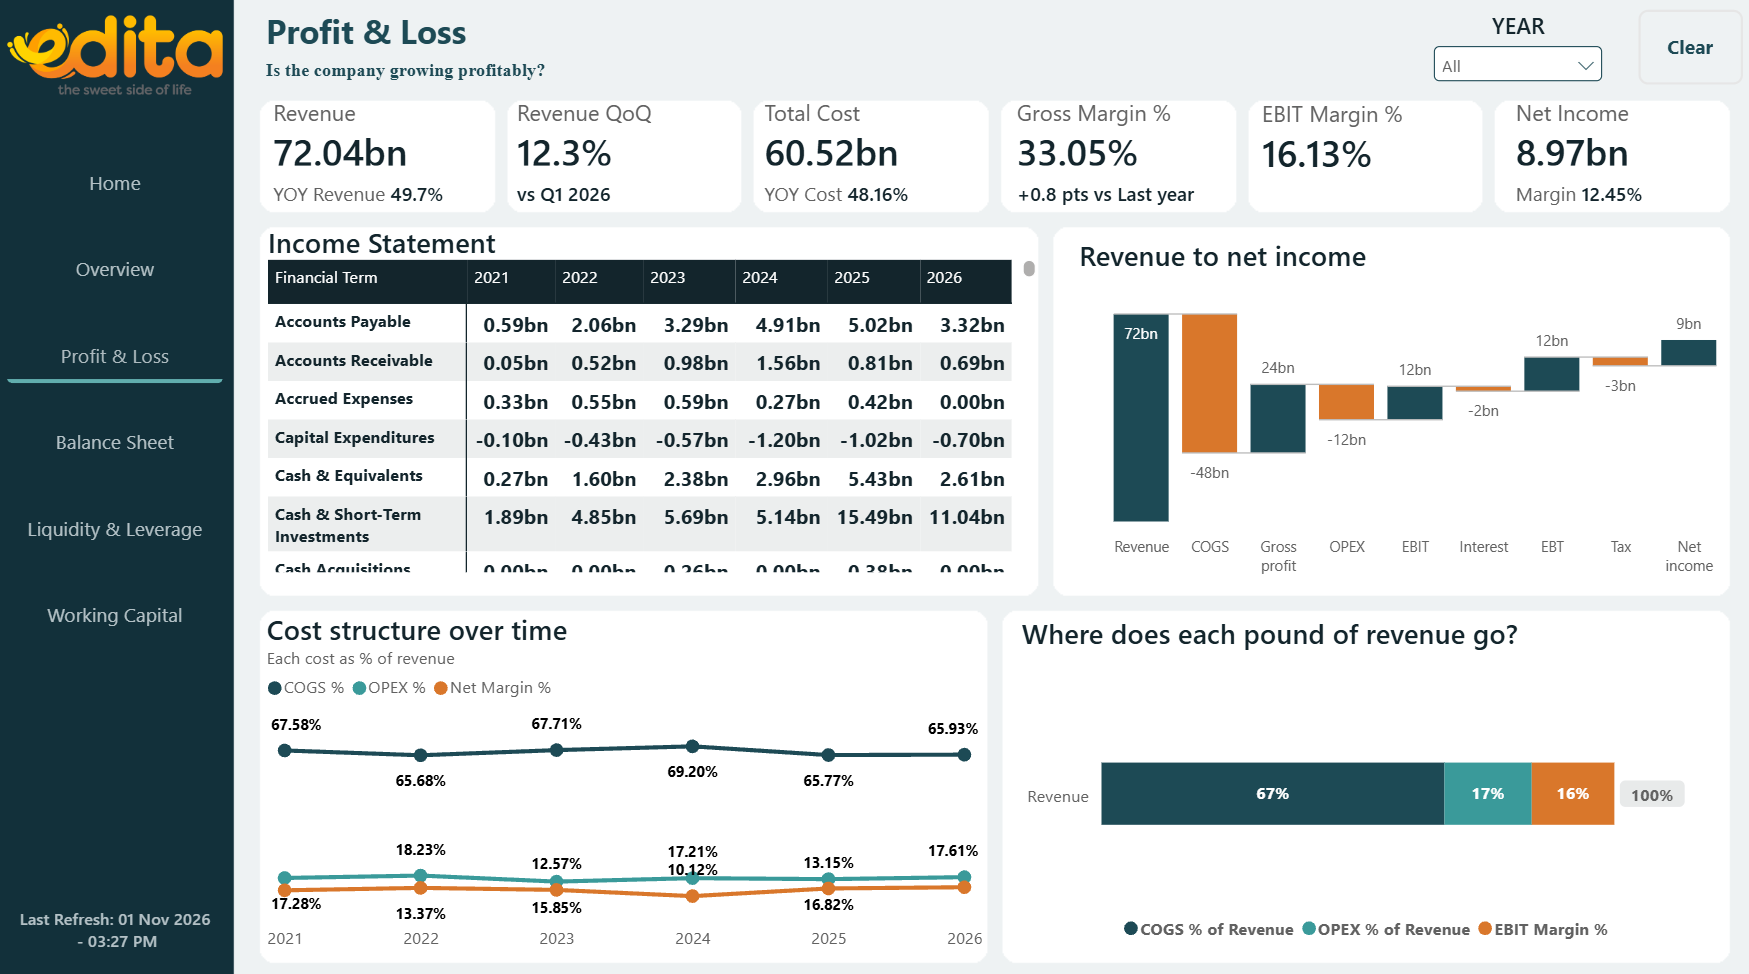 edita
the sweet side of life
Home
Overview
Profit & Loss
Balance Sheet
Liquidity & Leverage
Working Capital
Last Refresh: 01 Nov 2026
- 03:27 PM
Profit & Loss
Is the company growing profitably?
YEAR
All
Clear
Revenue
72.04bn
YOY Revenue 49.7%
Revenue QoQ
12.3%
vs Q1 2026
Total Cost
60.52bn
YOY Cost 48.16%
Gross Margin %
33.05%
+0.8 pts vs Last year
EBIT Margin %
16.13%
Net Income
8.97bn
Margin 12.45%
Income Statement
Financial Term 2021 2022 2023 2024 2025 2026
Accounts Payable 0.59bn 2.06bn 3.29bn 4.91bn 5.02bn 3.32bn
Accounts Receivable 0.05bn 0.52bn 0.98bn 1.56bn 0.81bn 0.69bn
Accrued Expenses 0.33bn 0.55bn 0.59bn 0.27bn 0.42bn 0.00bn
Capital Expenditures -0.10bn -0.43bn -0.57bn -1.20bn -1.02bn -0.70bn
Cash & Equivalents 0.27bn 1.60bn 2.38bn 2.96bn 5.43bn 2.61bn
Cash & Short-Term
Investments 1.89bn 4.85bn 5.69bn 5.14bn 15.49bn 11.04bn
Cash Acquisitions 0.00bn 0.00bn 0.26bn 0.00bn 0.38bn 0.00bn
Revenue to net income
72bn
-48bn
24bn
-12bn
12bn
-2bn
12bn
-3bn
9bn
Revenue COGS Gross profit OPEX EBIT Interest EBT Tax Net income
Cost structure over time
Each cost as % of revenue
COGS % OPEX % Net Margin %
67.58% 65.68% 67.71% 69.20% 65.77% 65.93%
18.23% 12.57% 17.21% 13.15% 17.61%
10.12%
17.28% 13.37% 15.85% 16.82%
2021 2022 2023 2024 2025 2026
Where does each pound of revenue go?
Revenue 67% 17% 16% 100%
COGS % of Revenue OPEX % of Revenue EBIT Margin %